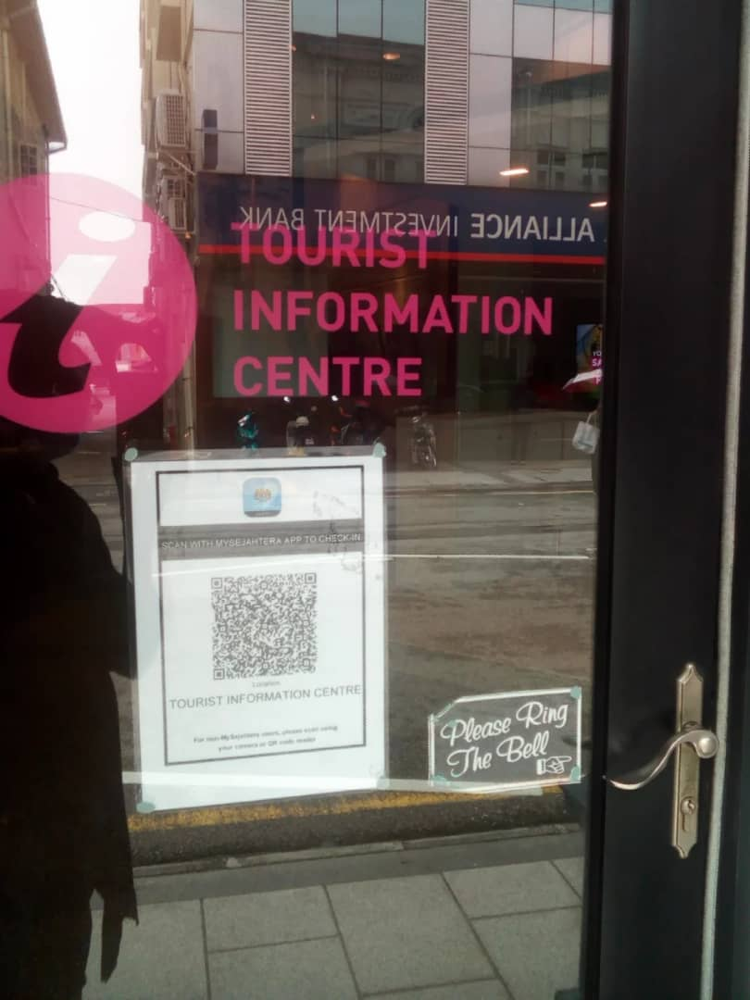 ALLIANCE INVESTMENT BANK
i
TOURIST
INFORMATION
CENTRE
SCAN WITH MYSEJAHTERA APP TO CHECK-IN
Location
TOURIST INFORMATION CENTRE
For non-MySejahtera users, please scan using
your camera or QR code reader
Please Ring
The Bell